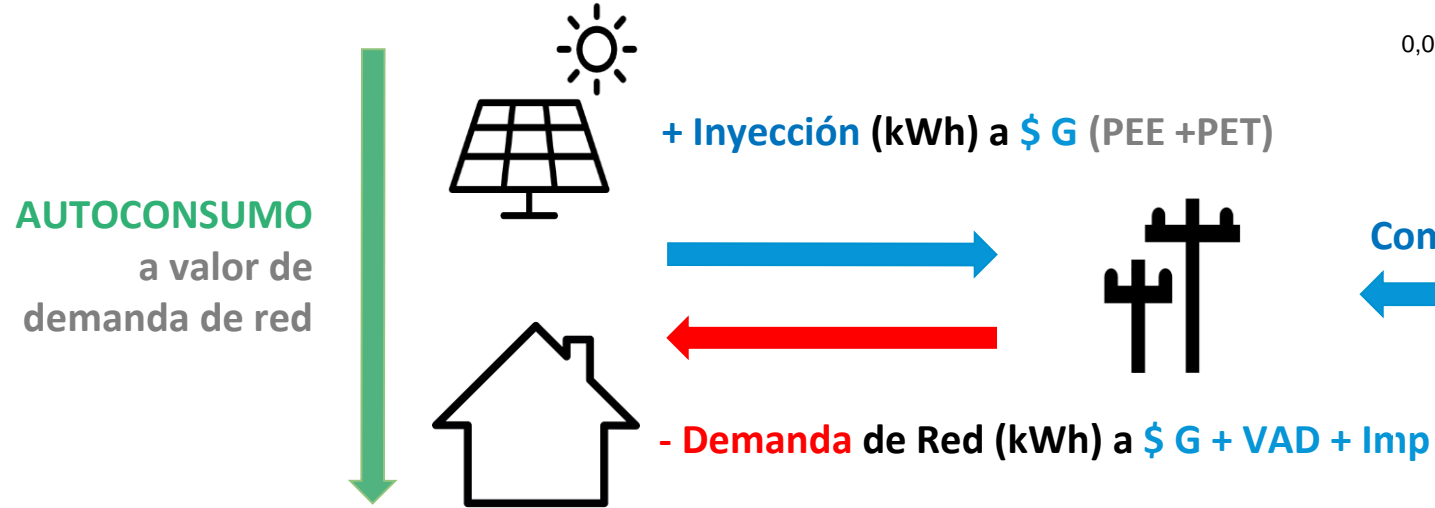 0,0
+ Inyección (kWh) a $ G (PEE +PET)
AUTOCONSUMO
a valor de
demanda de red
Con
- Demanda de Red (kWh) a $ G + VAD + Imp